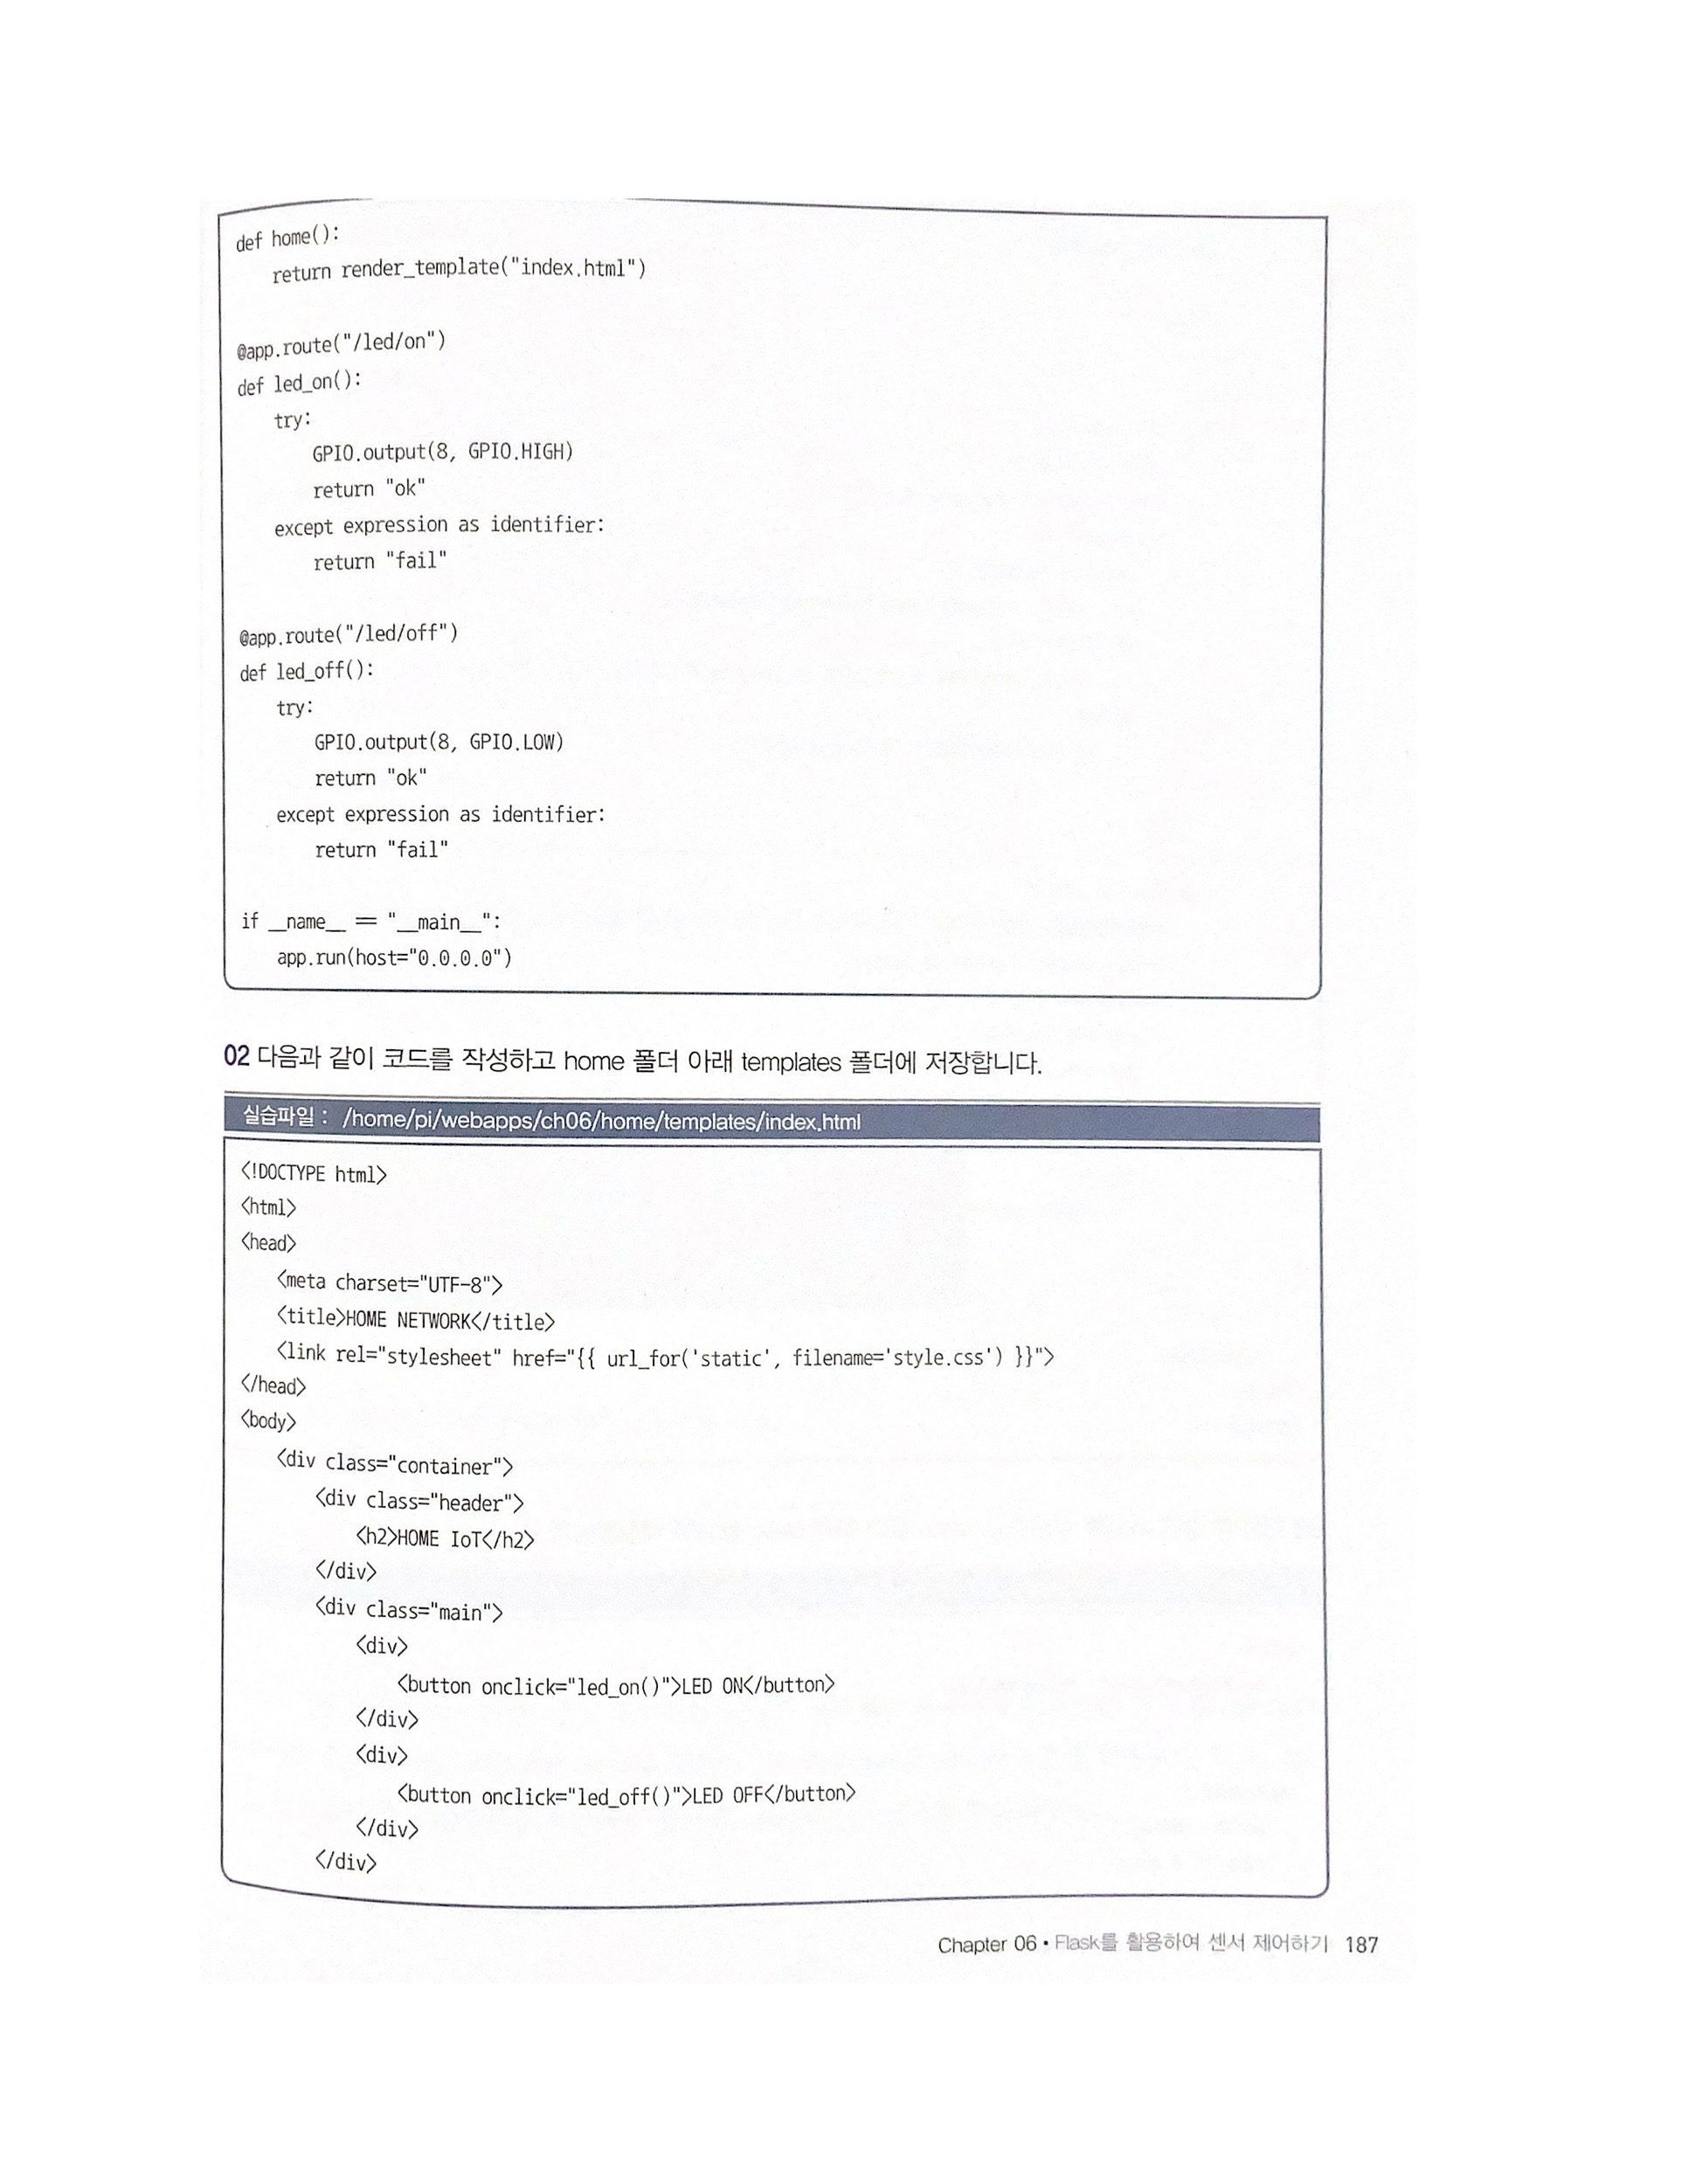 def home():
    return render_template("index.html")

@app.route("/led/on")
def led_on():
    try:
        GPIO.output(8, GPIO.HIGH)
        return "ok"
    except expression as identifier:
        return "fail"

@app.route("/led/off")
def led_off():
    try:
        GPIO.output(8, GPIO.LOW)
        return "ok"
    except expression as identifier:
        return "fail"

if __name__ == "__main__":
    app.run(host="0.0.0.0")

02 다음과 같이 코드를 작성하고 home 폴더 아래 templates 폴더에 저장합니다.
실습파일 : /home/pi/webapps/ch06/home/templates/index.html
<!DOCTYPE html>
<html>
<head>
    <meta charset="UTF-8">
    <title>HOME NETWORK</title>
    <link rel="stylesheet" href="{{ url_for('static', filename='style.css') }}">
</head>
<body>
    <div class="container">
        <div class="header">
            <h2>HOME IoT</h2>
        </div>
        <div class="main">
            <div>
                <button onclick="led_on()">LED ON</button>
            </div>
            <div>
                <button onclick="led_off()">LED OFF</button>
            </div>
        </div>
Chapter 06 • Flask를 활용하여 센서 제어하기 187